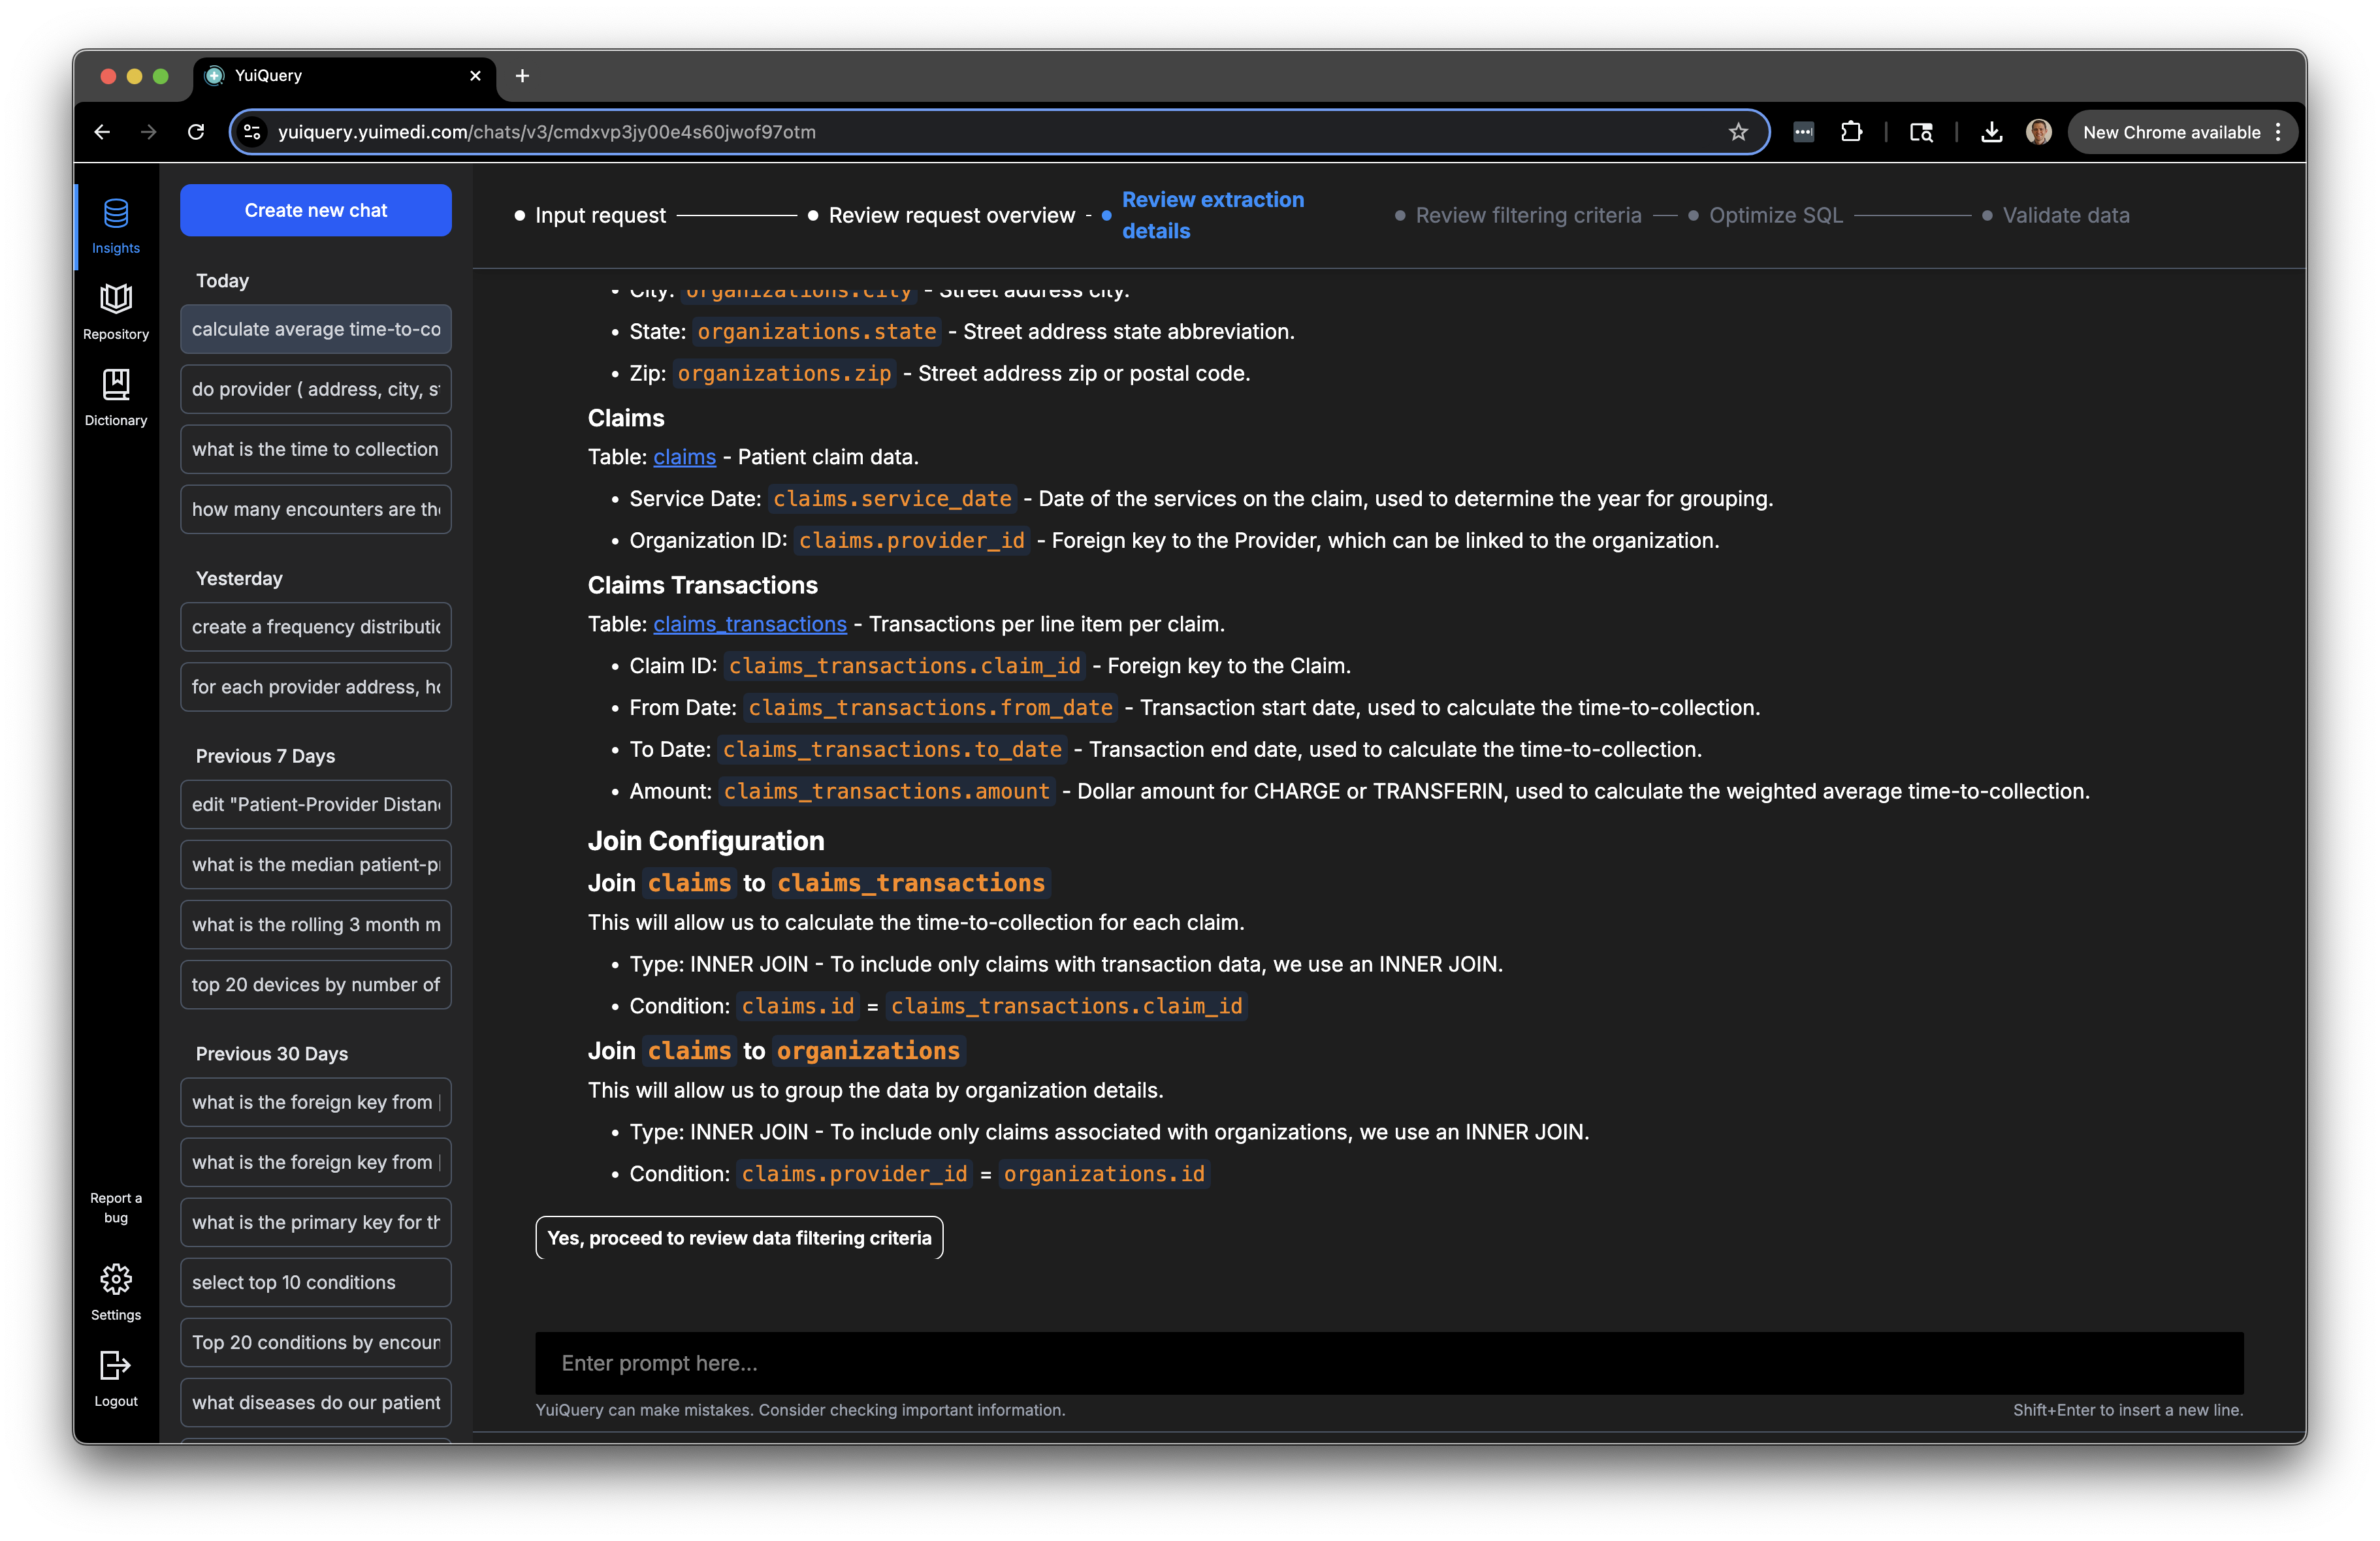 YuiQuery
yuiquery.yuimedi.com/chats/v3/cmdxvp3jy00e4s60jwof97otm
New Chrome available
Insights
Repository
Dictionary
Report a
bug
Settings
Logout
Create new chat
Today
calculate average time-to-co
do provider ( address, city, s
what is the time to collection
how many encounters are the
Yesterday
create a frequency distributio
for each provider address, ho
Previous 7 Days
edit "Patient-Provider Distan
what is the median patient-p
what is the rolling 3 month m
top 20 devices by number of
Previous 30 Days
what is the foreign key from
what is the foreign key from
what is the primary key for th
select top 10 conditions
Top 20 conditions by encoun
what diseases do our patient
Input request
Review request overview
Review extraction
details
Review filtering criteria
Optimize SQL
Validate data
• City: organizations.city - Street address city.
• State: organizations.state - Street address state abbreviation.
• Zip: organizations.zip - Street address zip or postal code.
Claims
Table: claims - Patient claim data.
• Service Date: claims.service_date - Date of the services on the claim, used to determine the year for grouping.
• Organization ID: claims.provider_id - Foreign key to the Provider, which can be linked to the organization.
Claims Transactions
Table: claims_transactions - Transactions per line item per claim.
• Claim ID: claims_transactions.claim_id - Foreign key to the Claim.
• From Date: claims_transactions.from_date - Transaction start date, used to calculate the time-to-collection.
• To Date: claims_transactions.to_date - Transaction end date, used to calculate the time-to-collection.
• Amount: claims_transactions.amount - Dollar amount for CHARGE or TRANSFERIN, used to calculate the weighted average time-to-collection.
Join Configuration
Join claims to claims_transactions
This will allow us to calculate the time-to-collection for each claim.
• Type: INNER JOIN - To include only claims with transaction data, we use an INNER JOIN.
• Condition: claims.id = claims_transactions.claim_id
Join claims to organizations
This will allow us to group the data by organization details.
• Type: INNER JOIN - To include only claims associated with organizations, we use an INNER JOIN.
• Condition: claims.provider_id = organizations.id
Yes, proceed to review data filtering criteria
Enter prompt here...
YuiQuery can make mistakes. Consider checking important information.
Shift+Enter to insert a new line.